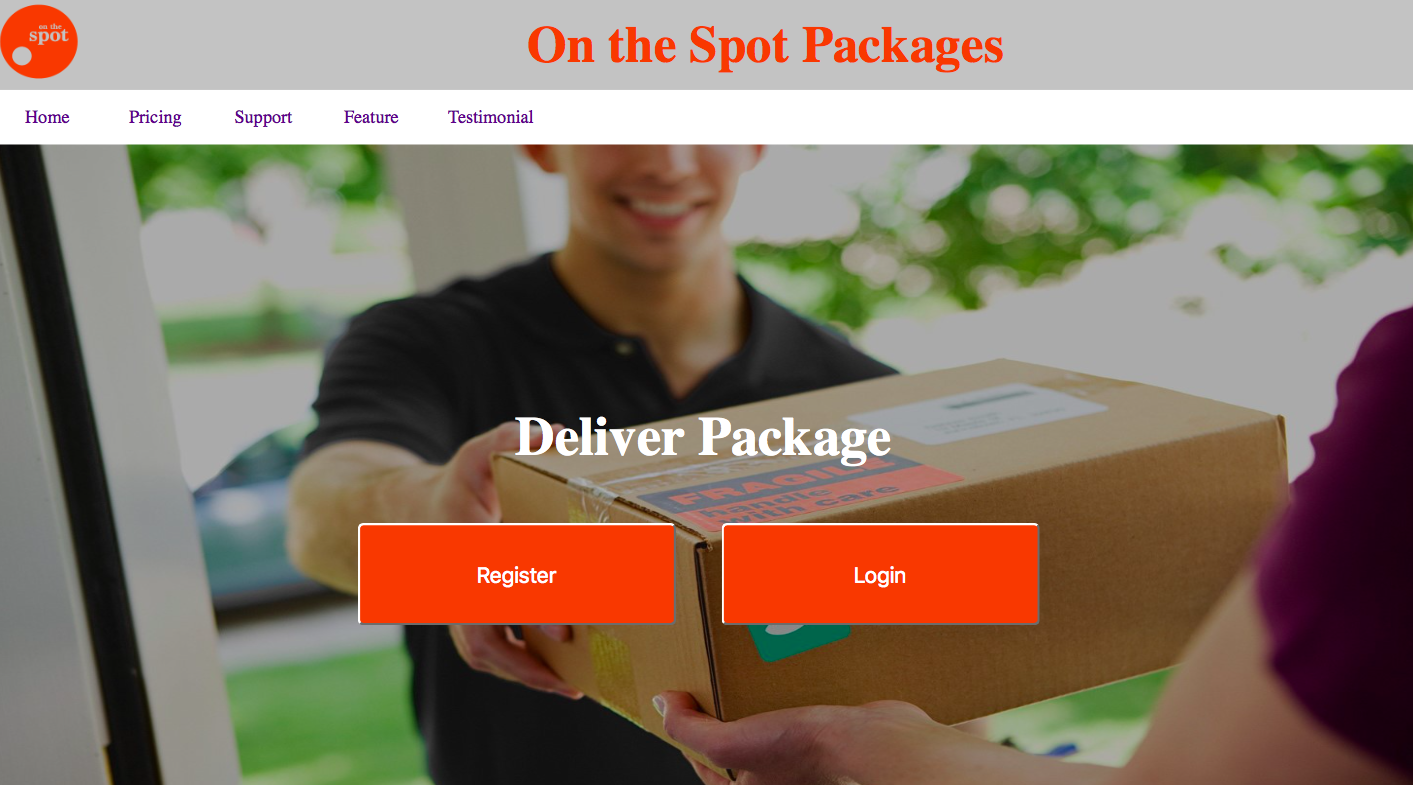 on the
spot
On the Spot Packages
Home Pricing Support Feature Testimonial
Deliver Package
FRAGILE
handle
with care
Register Login